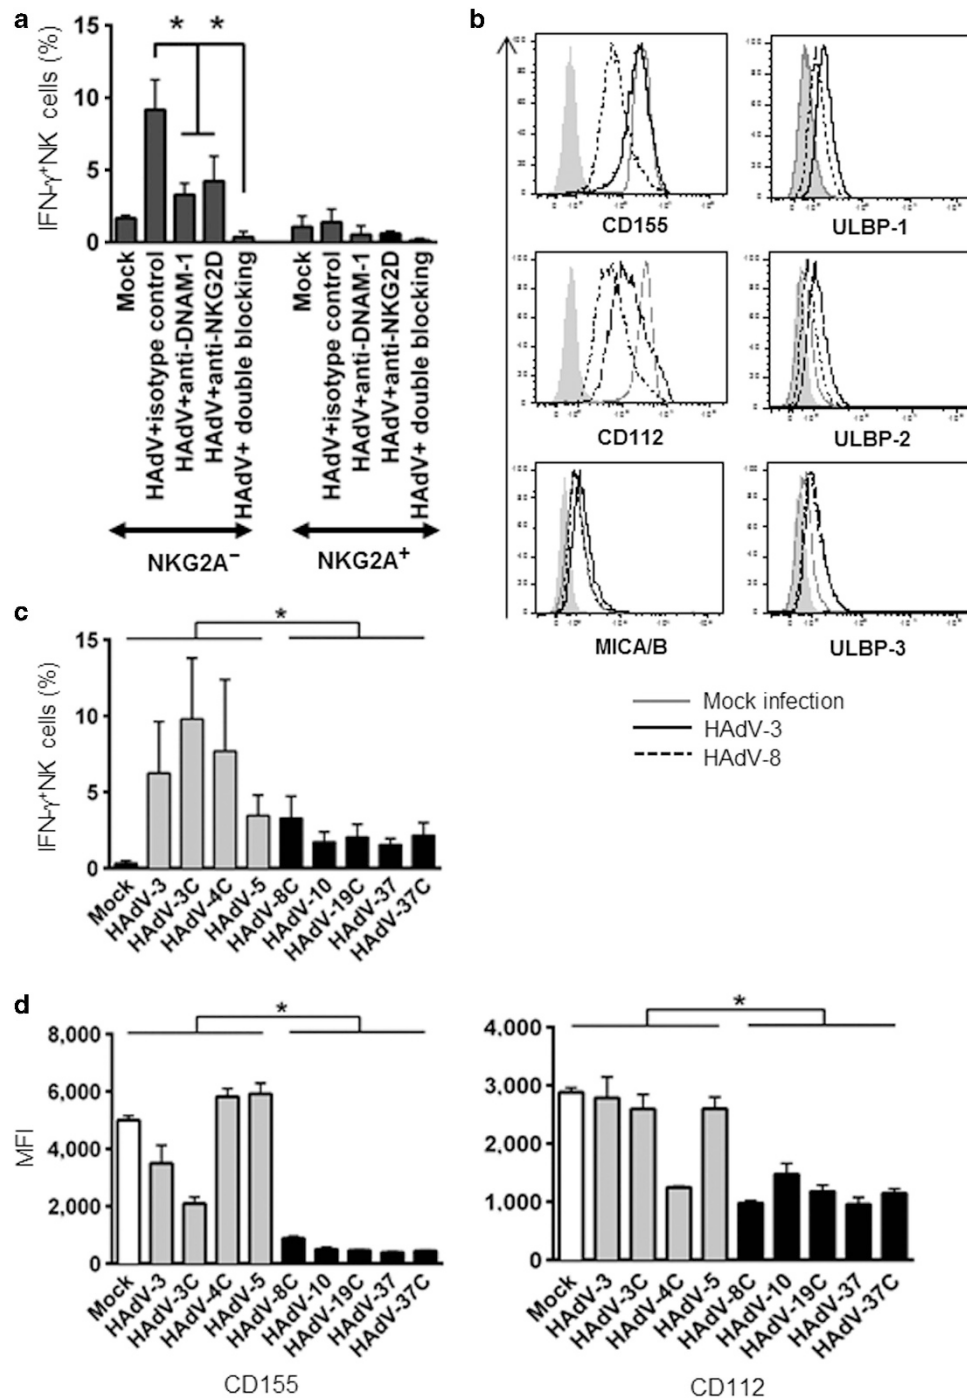 a
15
10
5
0
IFN-γ⁺NK cells (%)
* *
Mock
HAdV+isotype control
HAdV+anti-DNAM-1
HAdV+anti-NKG2D
HAdV+ double blocking
Mock
HAdV+isotype control
HAdV+anti-DNAM-1
HAdV+anti-NKG2D
HAdV+ double blocking
NKG2A⁻
NKG2A⁺
b
CD155
ULBP-1
CD112
ULBP-2
MICA/B
ULBP-3
Mock infection
HAdV-3
HAdV-8
c
*
15
10
5
0
IFN-γ⁺NK cells (%)
Mock
HAdV-3
HAdV-3C
HAdV-4C
HAdV-5
HAdV-8C
HAdV-10
HAdV-19C
HAdV-37
HAdV-37C
d
*
8,000
6,000
4,000
2,000
0
MFI
Mock
HAdV-3
HAdV-3C
HAdV-4C
HAdV-5
HAdV-8C
HAdV-10
HAdV-19C
HAdV-37
HAdV-37C
CD155
*
4,000
3,000
2,000
1,000
0
Mock
HAdV-3
HAdV-3C
HAdV-4C
HAdV-5
HAdV-8C
HAdV-10
HAdV-19C
HAdV-37
HAdV-37C
CD112